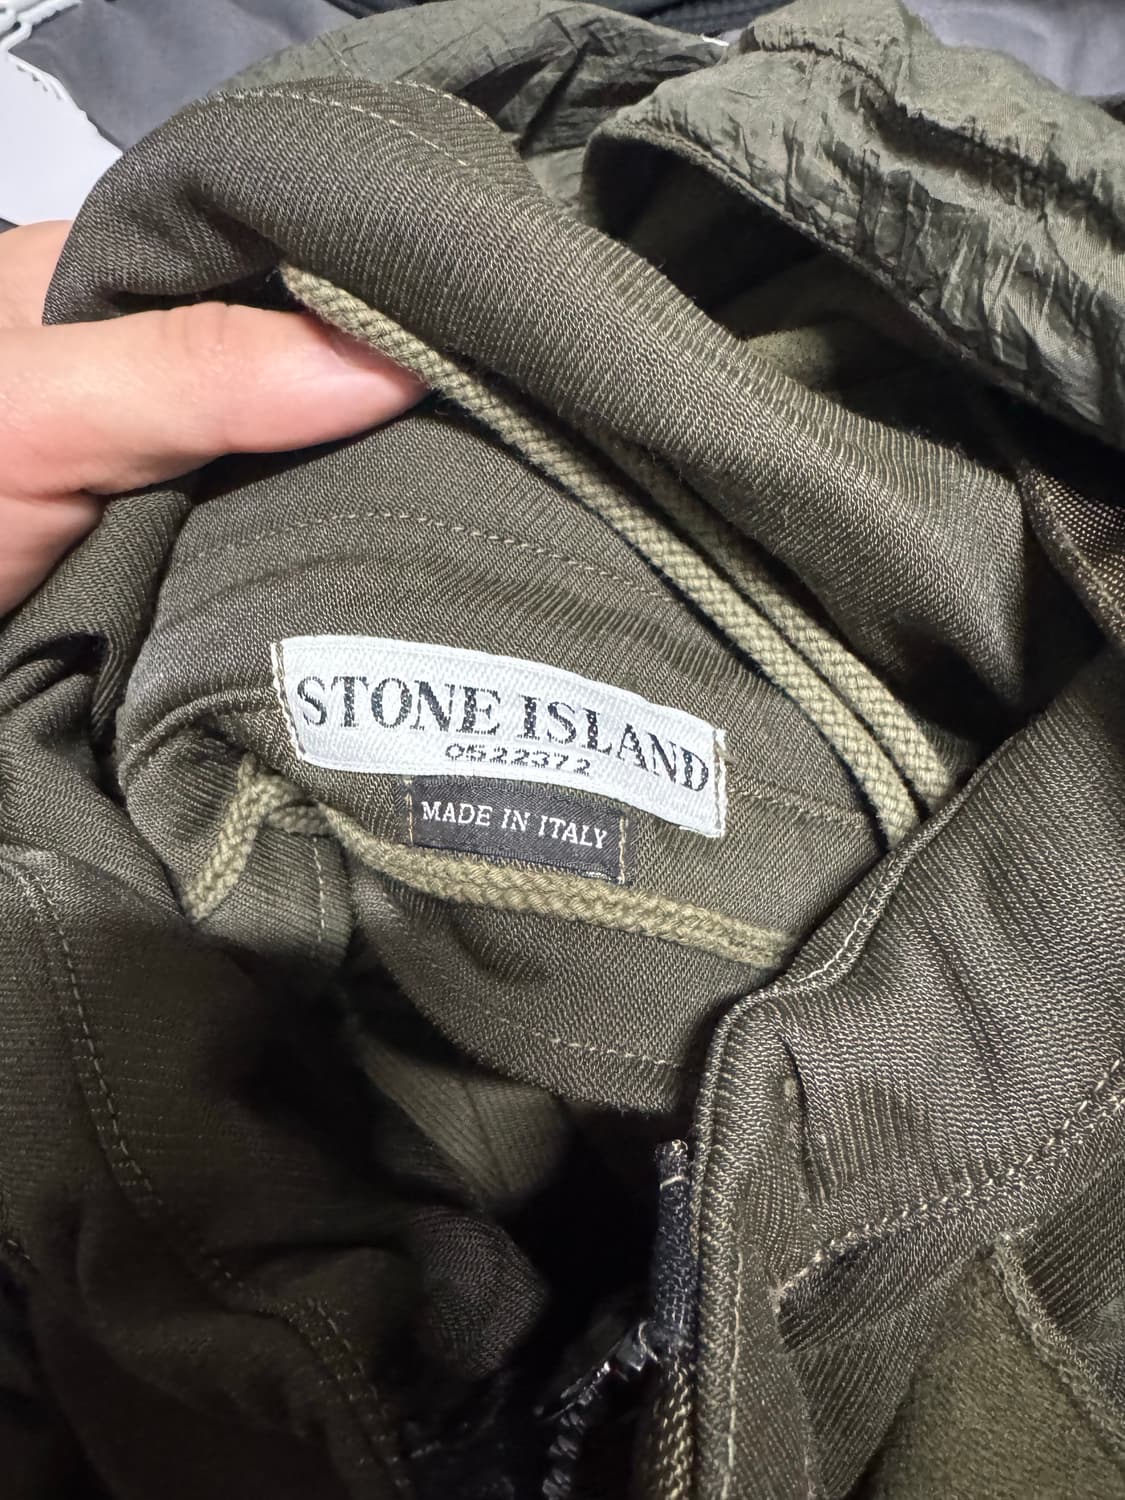 STONE ISLAND
0522372
MADE IN ITALY